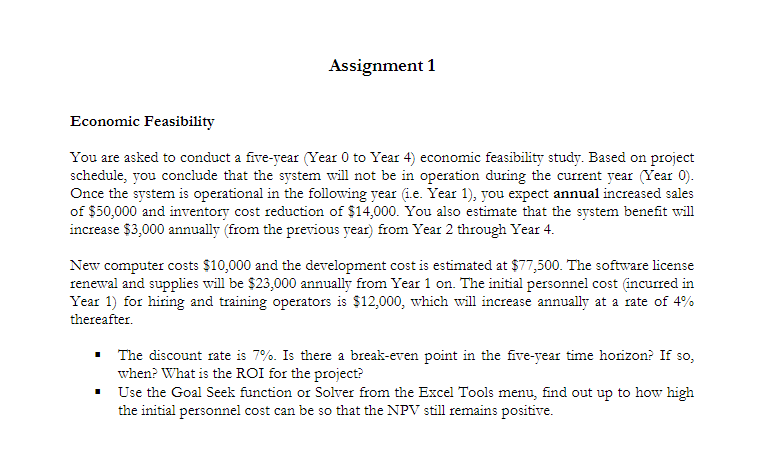 Assignment 1
Economic Feasibility
You are asked to conduct a five-year (Year 0 to Year 4) economic feasibility study. Based on project
schedule, you conclude that the system will not be in operation during the current year (Year 0).
Once the system is operational in the following year (i.e. Year 1), you expect annual increased sales
of $50,000 and inventory cost reduction of $14,000. You also estimate that the system benefit will
increase $3,000 annually (from the previous year) from Year 2 through Year 4.
New computer costs $10,000 and the development cost is estimated at $77,500. The software license
renewal and supplies will be $23,000 annually from Year 1 on. The initial personnel cost (incurred in
Year 1) for hiring and training operators is $12,000, which will increase annually at a rate of 4%
thereafter.
▪ The discount rate is 7%. Is there a break-even point in the five-year time horizon? If so,
when? What is the ROI for the project?
▪ Use the Goal Seek function or Solver from the Excel Tools menu, find out up to how high
the initial personnel cost can be so that the NPV still remains positive.